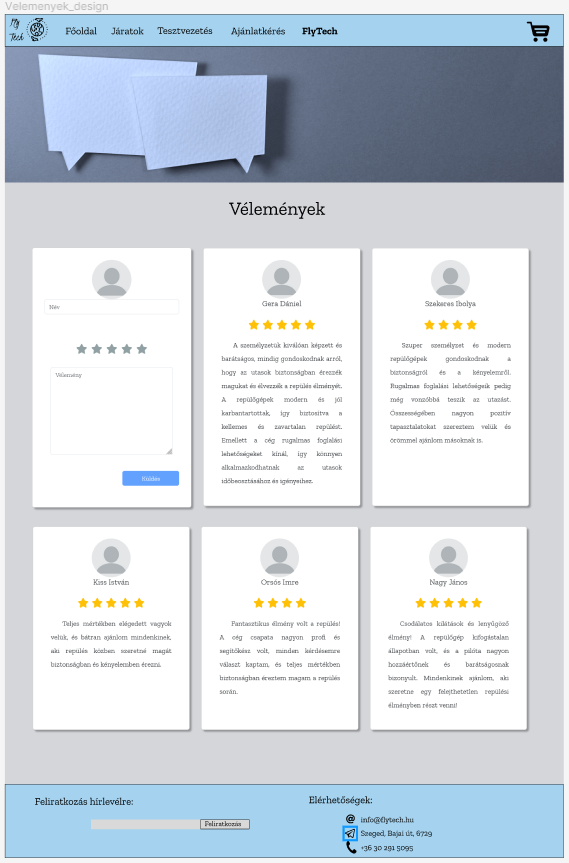 Velemenyek_design
Fly
Tech
Főoldal Járatok Tesztvezetés Ajánlatkérés FlyTech
Vélemények
Név
Vélemény
Küldés
Gera Dániel
A személyzetük kiválóan képzett és
barátságos, mindig gondoskodnak arról,
hogy az utasok biztonságban érezzék
magukat és élvezzék a repülés élményét.
A repülőgépek modern és jól
karbantartottak, így biztosítva a
kellemes és zavartalan repülést.
Emellett a cég rugalmas foglalási
lehetőségeket kínál, így könnyen
alkalmazkodhatnak az utasok
időbeosztásához és igényeihez.
Szekeres Ibolya
Szuper személyzet és modern
repülőgépek gondoskodnak a
biztonságról és a kényelemről.
Rugalmas foglalási lehetőségeik pedig
még vonzóbbá teszik az utazást.
Összességében nagyon pozitív
tapasztalatokat szereztem velük és
örömmel ajánlom másoknak is.
Kiss István
Teljes mértékben elégedett vagyok
velük, és bátran ajánlom mindenkinek,
aki repülés közben szeretné magát
biztonságban és kényelemben érezni.
Orsós Imre
Fantasztikus élmény volt a repülés!
A cég csapata nagyon profi és
segítőkész volt, minden kérdésemre
választ kaptam, és teljes mértékben
biztonságban éreztem magam a repülés
során.
Nagy János
Csodálatos kilátások és lenyűgöző
élmény! A repülőgép kifogástalan
állapotban volt, és a pilóta nagyon
hozzáértőnek és barátságosnak
bizonyult. Mindenkinek ajánlom, aki
szeretne egy felejthetetlen repülési
élményben részt venni!
Feliratkozás hírlevélre:
Feliratkozás
Elérhetőségek:
info@flytech.hu
Szeged, Bajai út, 6729
+36 30 291 5095